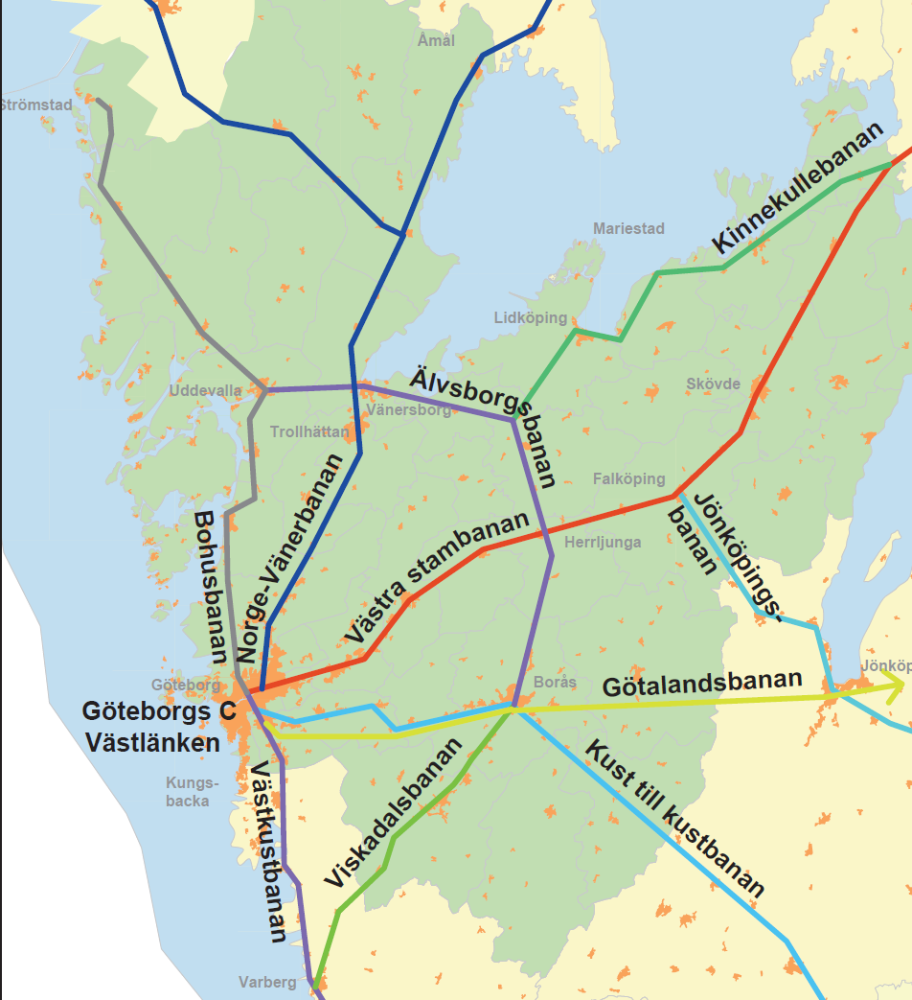 Åmål
Strömstad
Kinnekullebanan
Mariestad
Lidköping
Uddevalla
Älvsborgsbanan
Vänersborg
Skövde
Trollhättan
Falköping
Jönköpings-
banan
Västra stambanan
Herrljunga
Norge-Vänerbanan
Bohusbanan
Göteborg
Borås
Götalandsbanan
Jönköp
Göteborgs C
Västlänken
Kungs-
backa
Västkustbanan
Viskadalsbanan
Kust till kustbanan
Varberg